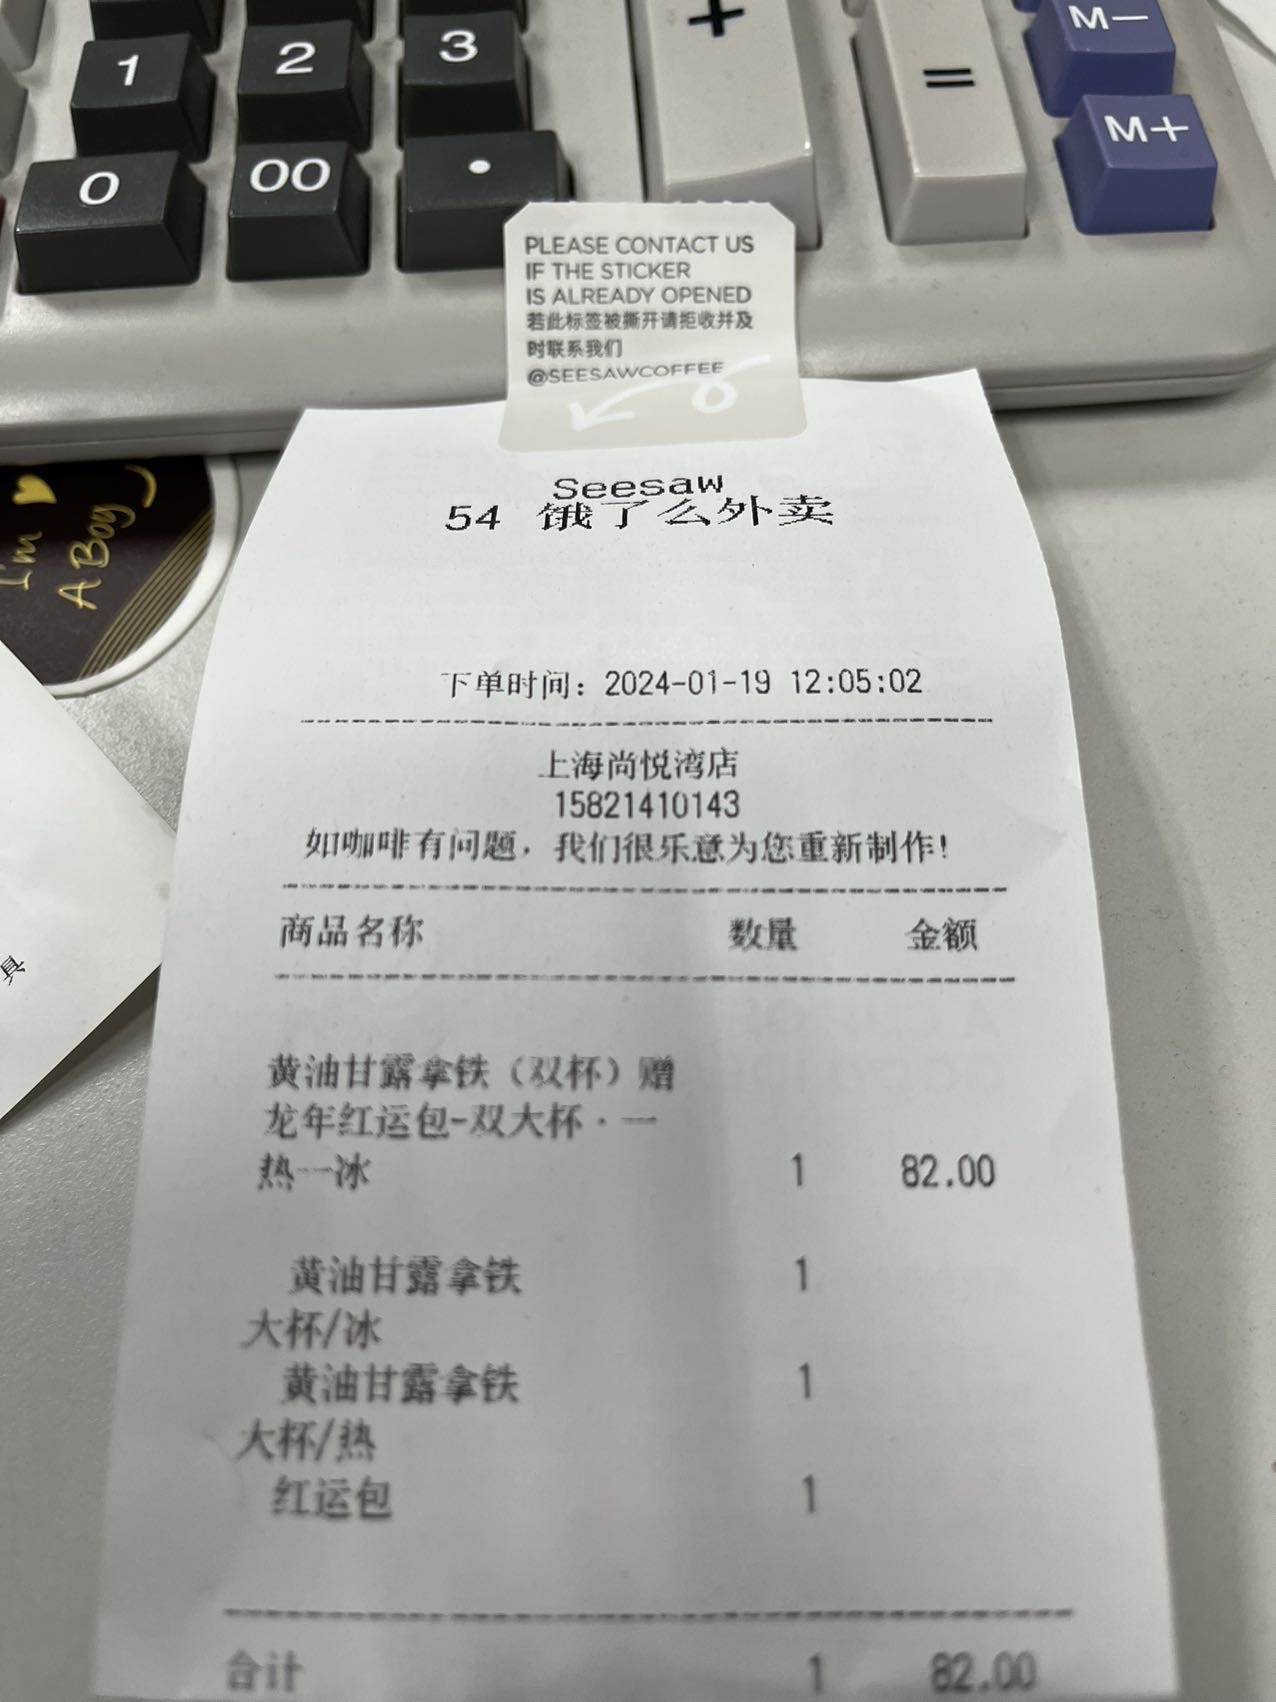 1
2
3
+
=
M-
M+
0
00
.
PLEASE CONTACT US
IF THE STICKER
IS ALREADY OPENED
若此标签被撕开请拒收并及
时联系我们
@SEESAWCOFFEE
I'm
A Boy
Seesaw
54 饿了么外卖
下单时间：2024-01-19 12:05:02
上海尚悦湾店
15821410143
如咖啡有问题，我们很乐意为您重新制作！
商品名称 数量 金额
具
黄油甘露拿铁（双杯）赠
龙年红运包-双大杯·一
热一冰 1 82.00
黄油甘露拿铁 1
大杯/冰
黄油甘露拿铁 1
大杯/热
红运包 1
合计 1 82.00